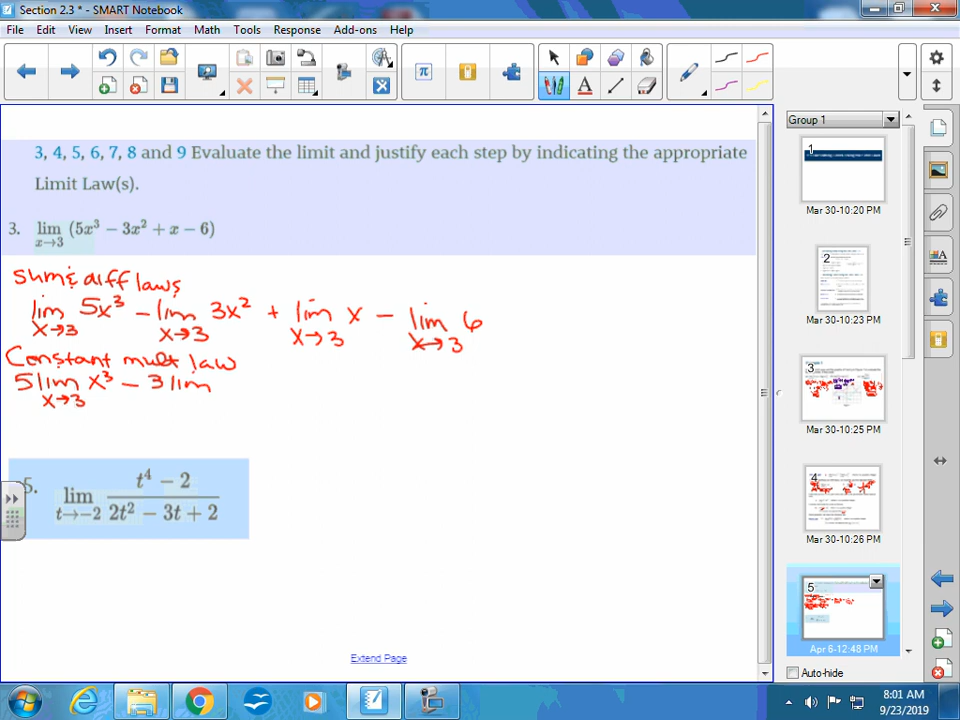 Section 2.3 * - SMART Notebook
File Edit View Insert Format Math Tools Response Add-ons Help
3, 4, 5, 6, 7, 8 and 9 Evaluate the limit and justify each step by indicating the appropriate
Limit Law(s).
3. lim x→3 (5x³ − 3x² + x − 6)
Sum & diff laws
lim x→3 5x³ − lim x→3 3x² + lim x→3 x − lim x→3 6
Constant mult law
5 lim x→3 x³ − 3 lim
5. lim t→−2 (t⁴ − 2)/(2t² − 3t + 2)
Extend Page
Group 1
1
Mar 30-10:20 PM
2
Mar 30-10:23 PM
3
Mar 30-10:25 PM
4
Mar 30-10:26 PM
5
Apr 6-12:48 PM
Auto-hide
8:01 AM
9/23/2019